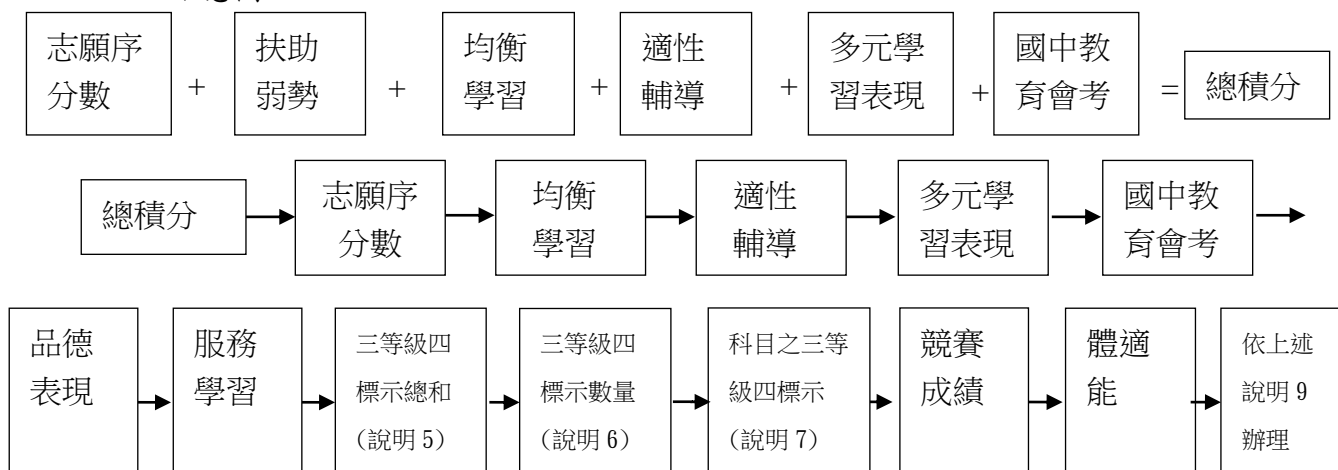 志願序 扶助 均衡 適性 多元學 國中教
分數 + 弱勢 + 學習 + 輔導 + 習表現 + 育會考 = 總積分
總積分 志願序 均衡 適性 多元學 國中教
分數 學習 輔導 習表現 育會考
品德 服務 三等級四 三等級四 科目之三等 競賽 體適 依上述
表現 學習 標示總和 標示數量 級四標示 成績 能 說明 9
(說明 5) (說明 6) (說明 7) 辦理